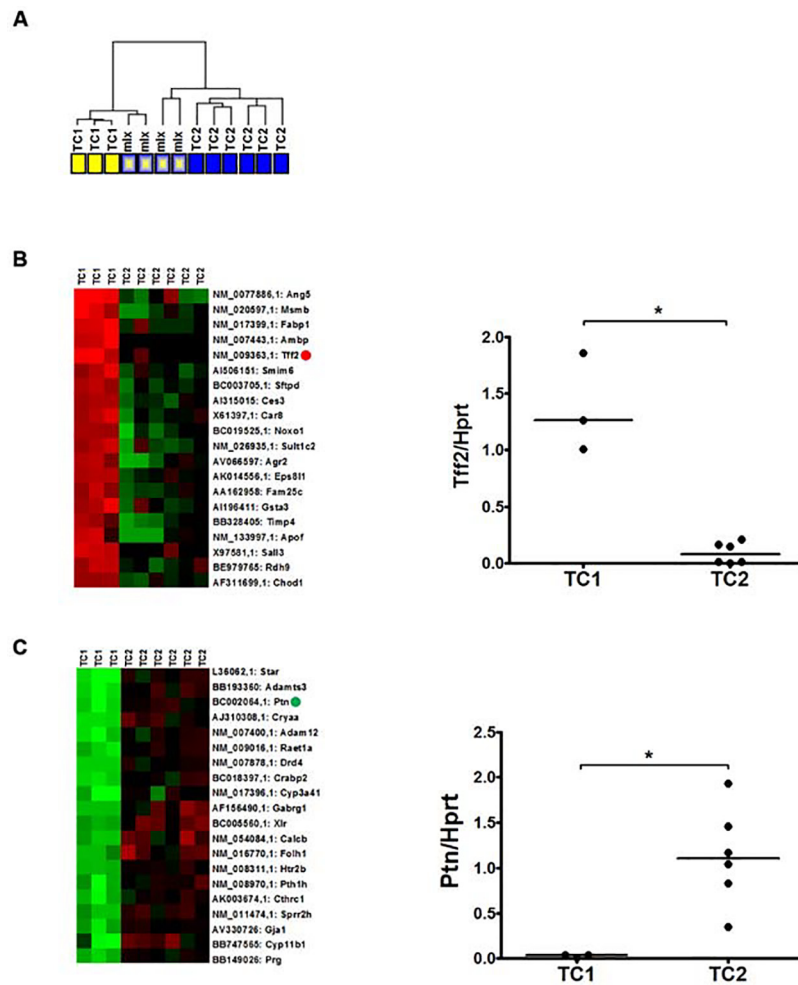 A
TC1 TC1 TC1 mix mix mix mix TC2 TC2 TC2 TC2 TC2 TC2
B
TC1 TC1 TC1 TC2 TC2 TC2 TC2 TC2 TC2
NM_0077886,1: Ang5
NM_020597,1: Msmb
NM_017399,1: Fabp1
NM_007443,1: Ambp
NM_009363,1: Tff2
AI506151: Smim6
BC003705,1: Sftpd
AI315015: Ces3
X61397,1: Car8
BC019525,1: Noxo1
NM_026935,1: Sult1c2
AV066597: Agr2
AK014556,1: Eps8l1
AA162958: Fam25c
AI196411: Gsta3
BB328405: Timp4
NM_133997,1: Apof
X97581,1: Sall3
BE979765: Rdh9
AF311699,1: Chod1
*
Tff2/Hprt
2.0
1.5
1.0
0.5
0.0
TC1 TC2
C
TC1 TC1 TC1 TC2 TC2 TC2 TC2 TC2 TC2
L36062,1: Star
BB193360: Adamts3
BC002064,1: Ptn
AJ310308,1: Cryaa
NM_007400,1: Adam12
NM_009016,1: Raet1a
NM_007878,1: Drd4
BC018397,1: Crabp2
NM_017396,1: Cyp3a41
AF156490,1: Gabrg1
BC005560,1: Xlr
NM_054084,1: Calcb
NM_016770,1: Folh1
NM_008311,1: Htr2b
NM_008970,1: Pth1h
AK003674,1: Cthrc1
NM_011474,1: Sprr2h
AV330726: Gja1
BB747565: Cyp11b1
BB149026: Prg
*
Ptn/Hprt
2.5
2.0
1.5
1.0
0.5
0.0
TC1 TC2